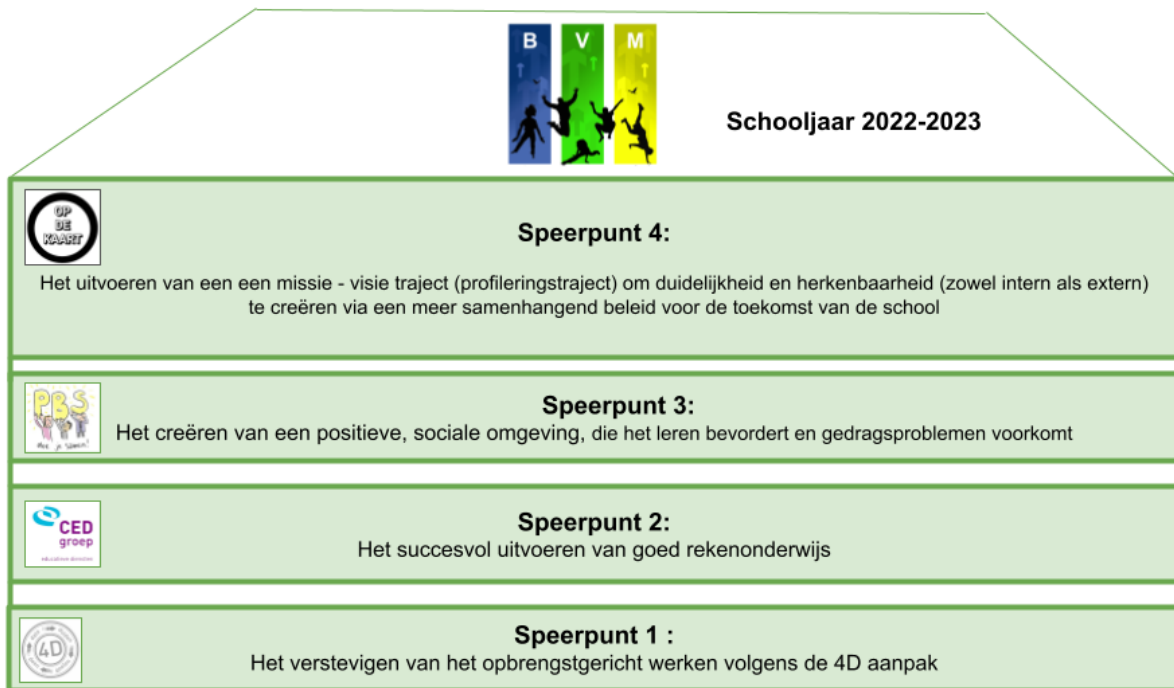 B V M
Schooljaar 2022-2023
OP
DE
KAART
Speerpunt 4:
Het uitvoeren van een een missie - visie traject (profileringstraject) om duidelijkheid en herkenbaarheid (zowel intern als extern)
te creëren via een meer samenhangend beleid voor de toekomst van de school
PBS
Speerpunt 3:
Het creëren van een positieve, sociale omgeving, die het leren bevordert en gedragsproblemen voorkomt
CED
groep
educatieve diensten
Speerpunt 2:
Het succesvol uitvoeren van goed rekenonderwijs
4D
Speerpunt 1 :
Het verstevigen van het opbrengstgericht werken volgens de 4D aanpak